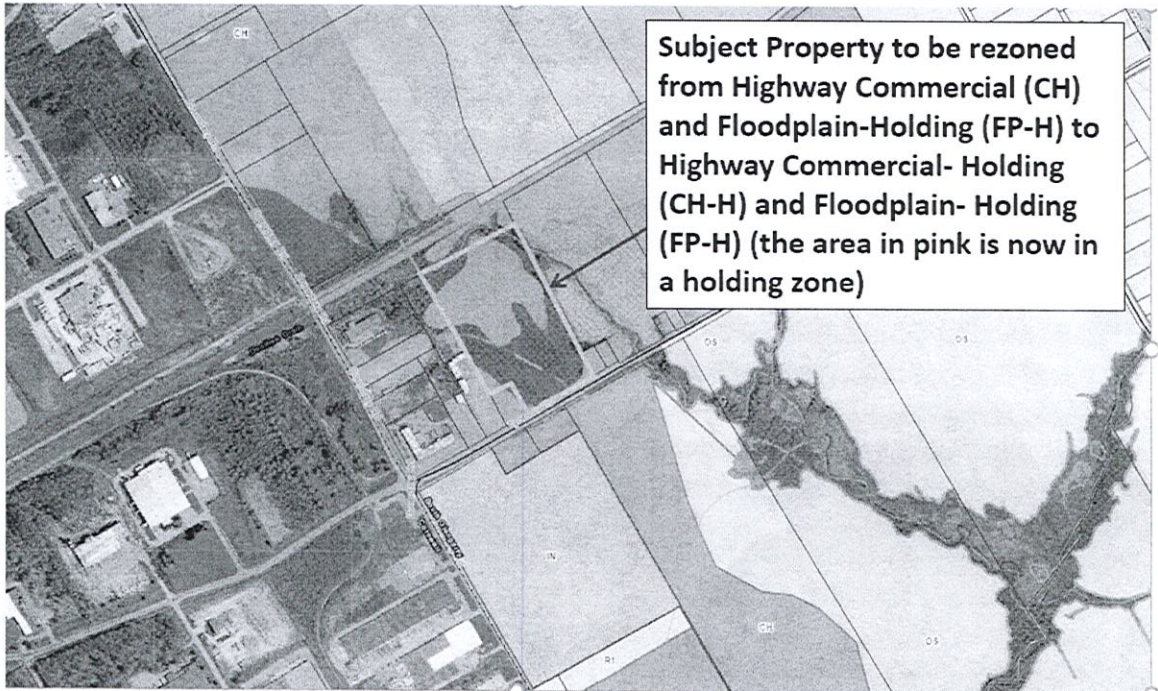 CH
Subject Property to be rezoned
from Highway Commercial (CH)
and Floodplain-Holding (FP-H) to
Highway Commercial- Holding
(CH-H) and Floodplain- Holding
(FP-H) (the area in pink is now in
a holding zone)
OS
OS
IN
CH
OS
R1